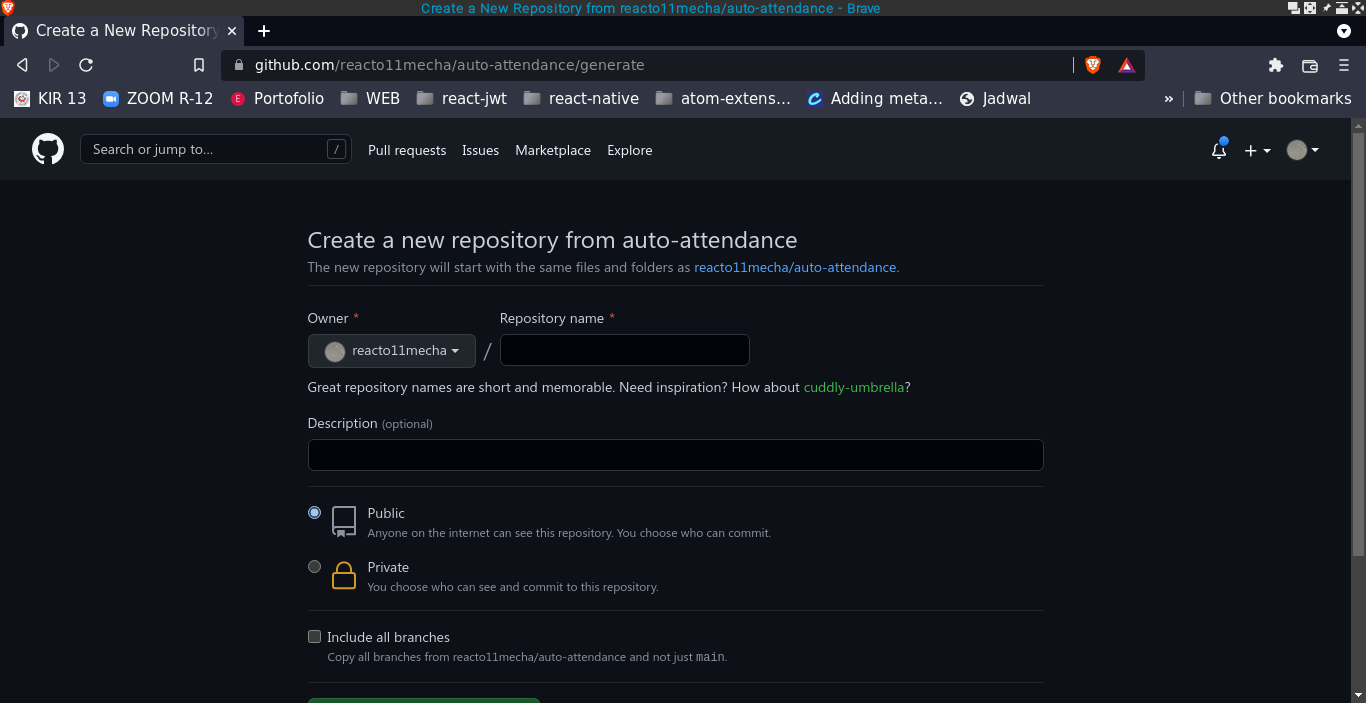 Create a New Repository from reacto11mecha/auto-attendance - Brave
Create a New Repository
github.com/reacto11mecha/auto-attendance/generate
KIR 13 ZOOM R-12 E Portofolio WEB react-jwt react-native atom-extens... Adding meta... Jadwal » Other bookmarks
Search or jump to... / Pull requests Issues Marketplace Explore
Create a new repository from auto-attendance
The new repository will start with the same files and folders as reacto11mecha/auto-attendance.
Owner * Repository name *
reacto11mecha /
Great repository names are short and memorable. Need inspiration? How about cuddly-umbrella?
Description (optional)
Public
Anyone on the internet can see this repository. You choose who can commit.
Private
You choose who can see and commit to this repository.
Include all branches
Copy all branches from reacto11mecha/auto-attendance and not just main.